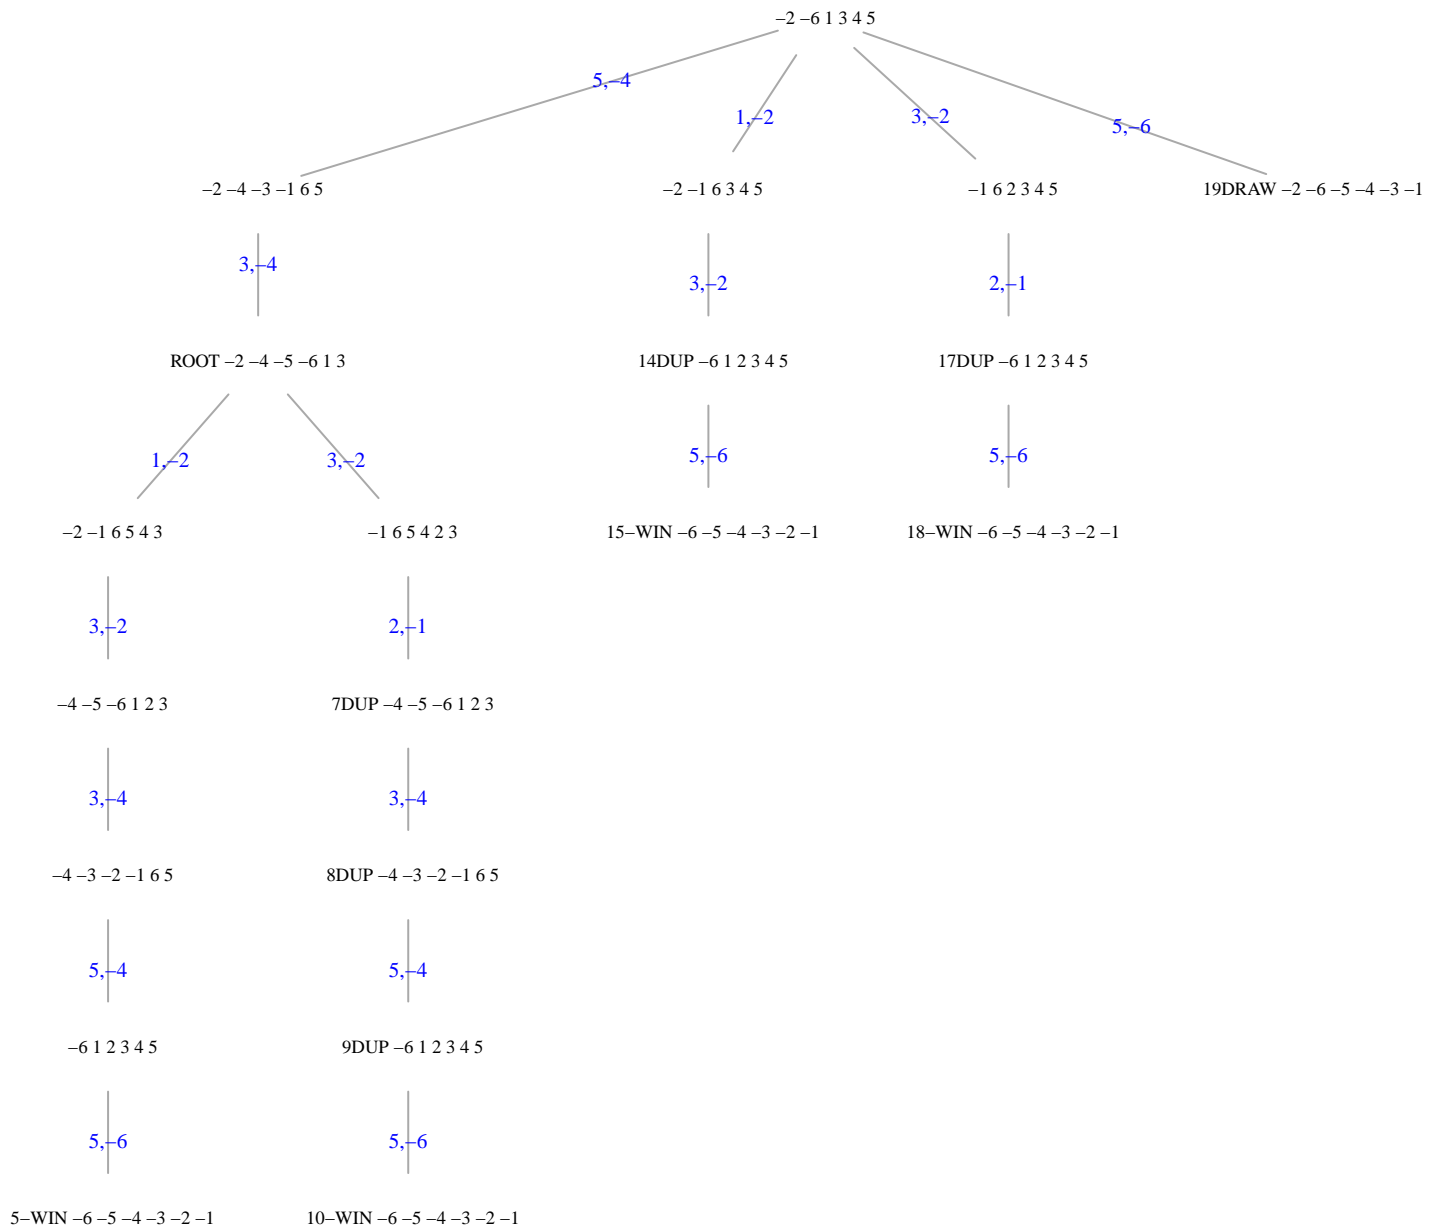 –2 –6 1 3 4 5
5,–4
1,–2
3,–2
5,–6
–2 –4 –3 –1 6 5
–2 –1 6 3 4 5
–1 6 2 3 4 5
19DRAW –2 –6 –5 –4 –3 –1
3,–4
3,–2
2,–1
ROOT –2 –4 –5 –6 1 3
14DUP –6 1 2 3 4 5
17DUP –6 1 2 3 4 5
1,–2
3,–2
5,–6
5,–6
–2 –1 6 5 4 3
–1 6 5 4 2 3
15–WIN –6 –5 –4 –3 –2 –1
18–WIN –6 –5 –4 –3 –2 –1
3,–2
2,–1
–4 –5 –6 1 2 3
7DUP –4 –5 –6 1 2 3
3,–4
3,–4
–4 –3 –2 –1 6 5
8DUP –4 –3 –2 –1 6 5
5,–4
5,–4
–6 1 2 3 4 5
9DUP –6 1 2 3 4 5
5,–6
5,–6
5–WIN –6 –5 –4 –3 –2 –1
10–WIN –6 –5 –4 –3 –2 –1